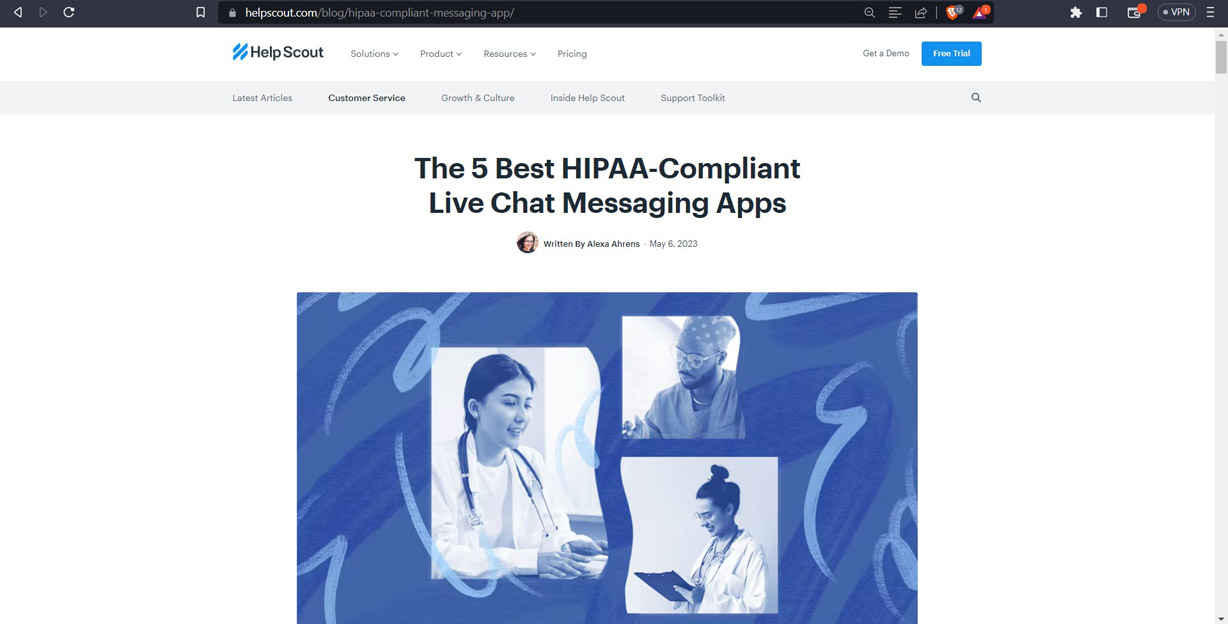 helpscout.com/blog/hipaa-compliant-messaging-app/
12
1
VPN
Help Scout
Solutions
Product
Resources
Pricing
Get a Demo
Free Trial
Latest Articles
Customer Service
Growth & Culture
Inside Help Scout
Support Toolkit
The 5 Best HIPAA-Compliant
Live Chat Messaging Apps
Written By Alexa Ahrens · May 6, 2023